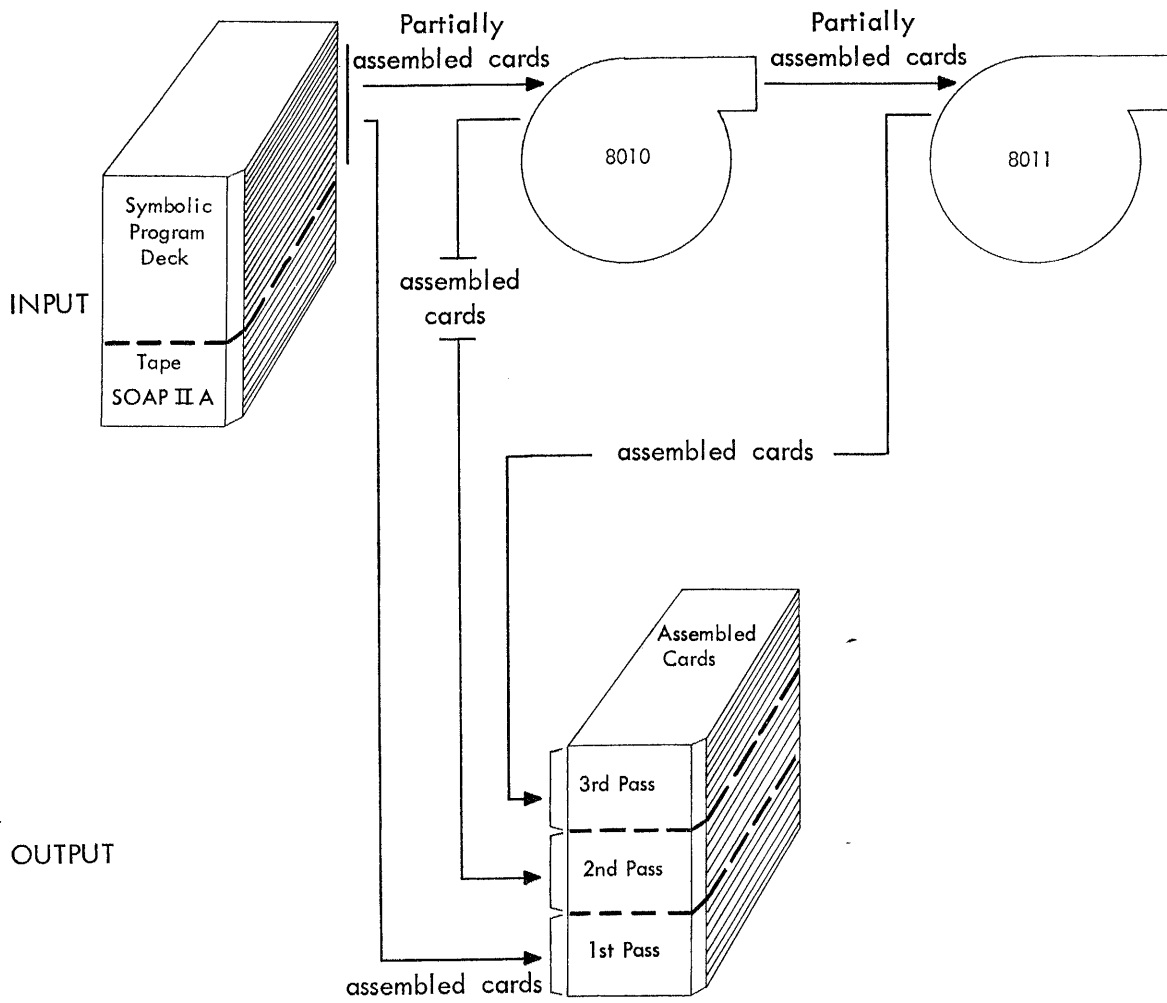 Partially
assembled cards
Partially
assembled cards
8010
8011
Symbolic
Program
Deck
assembled
cards
INPUT
Tape
SOAP II A
assembled cards
Assembled
Cards
3rd Pass
OUTPUT
2nd Pass
1st Pass
assembled cards